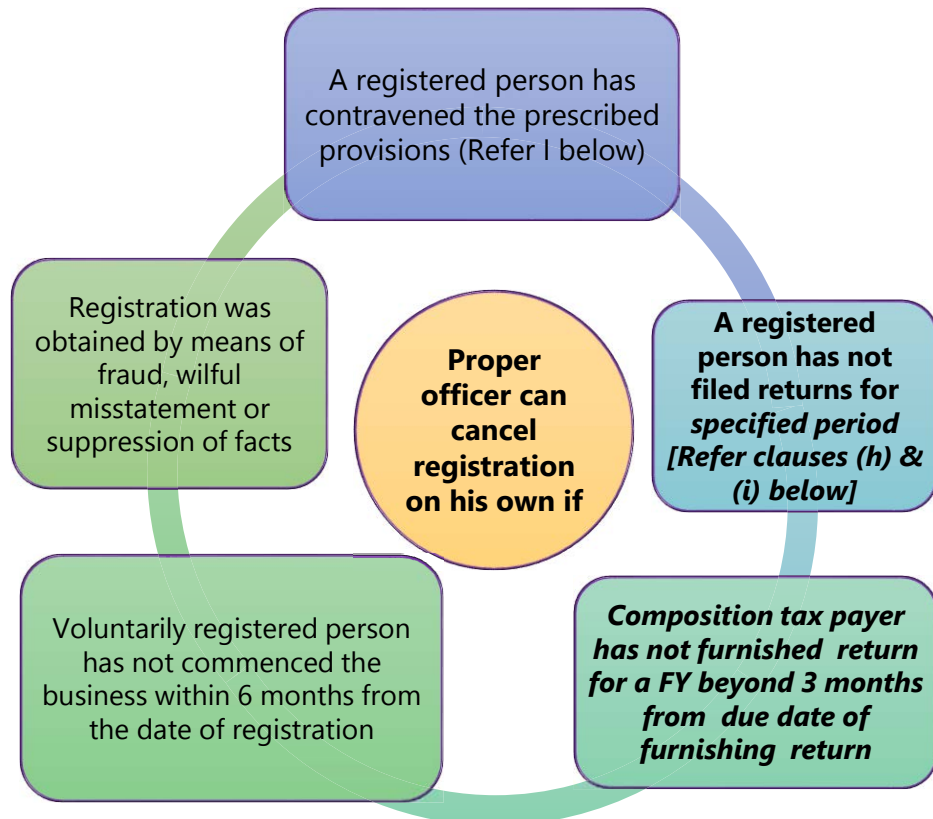 A registered person has
contravened the prescribed
provisions (Refer I below)
Registration was
obtained by means of
fraud, wilful
misstatement or
suppression of facts
Proper
officer can
cancel
registration
on his own if
A registered
person has not
filed returns for
specified period
[Refer clauses (h) &
(i) below]
Voluntarily registered person
has not commenced the
business within 6 months from
the date of registration
Composition tax payer
has not furnished return
for a FY beyond 3 months
from due date of
furnishing return